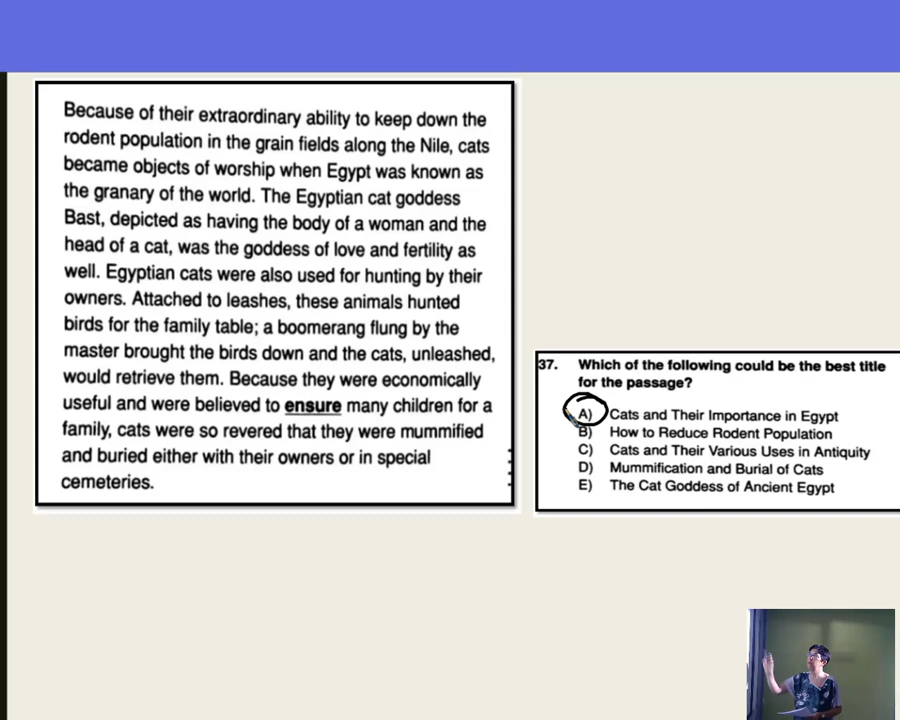 Because of their extraordinary ability to keep down the
rodent population in the grain fields along the Nile, cats
became objects of worship when Egypt was known as
the granary of the world. The Egyptian cat goddess
Bast, depicted as having the body of a woman and the
head of a cat, was the goddess of love and fertility as
well. Egyptian cats were also used for hunting by their
owners. Attached to leashes, these animals hunted
birds for the family table; a boomerang flung by the
master brought the birds down and the cats, unleashed,
would retrieve them. Because they were economically
useful and were believed to ensure many children for a
family, cats were so revered that they were mummified
and buried either with their owners or in special
cemeteries.
37. Which of the following could be the best title
for the passage?
A) Cats and Their Importance in Egypt
B) How to Reduce Rodent Population
C) Cats and Their Various Uses in Antiquity
D) Mummification and Burial of Cats
E) The Cat Goddess of Ancient Egypt